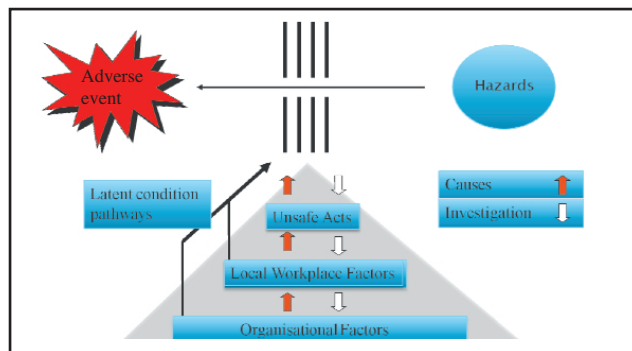 Adverse
event
Hazards
Latent condition
pathways
Causes
Investigation
Unsafe Acts
Local Workplace Factors
Organisational Factors